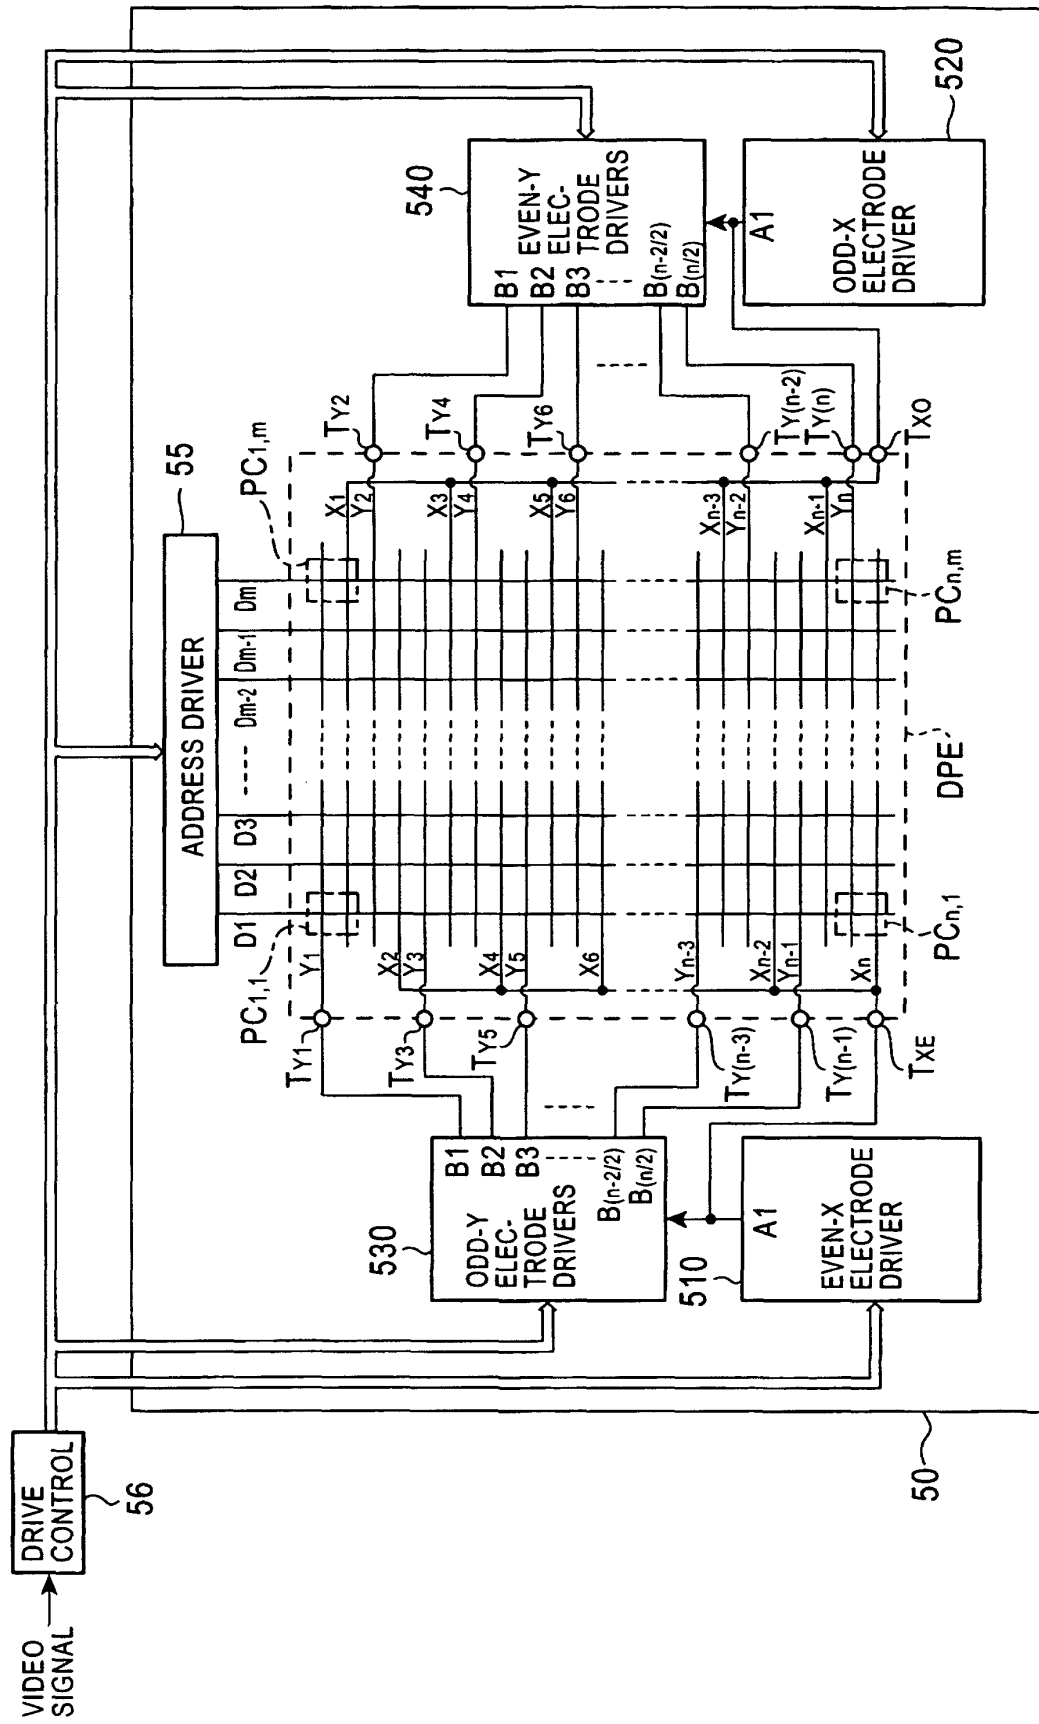 VIDEO
SIGNAL
DRIVE
CONTROL
56
50
55
ADDRESS DRIVER
D1
D2
D3
Dm-2
Dm-1
Dm
PC1,1
PC1,m
PCn,1
PCn,m
DPE
Y1
X2
Y3
X4
Y5
X6
Yn-3
Xn-2
Yn-1
Xn
X1
Y2
X3
Y4
X5
Y6
Xn-3
Yn-2
Xn-1
Yn
TY1
TY3
TY5
TY(n-3)
TY(n-1)
TXE
TY2
TY4
TY6
TY(n-2)
TY(n)
TXO
530
ODD-Y
ELEC-
TRODE
DRIVERS
B1
B2
B3
B(n-2/2)
B(n/2)
510
A1
EVEN-X
ELECTRODE
DRIVER
540
EVEN-Y
ELEC-
TRODE
DRIVERS
B1
B2
B3
B(n-2/2)
B(n/2)
520
A1
ODD-X
ELECTRODE
DRIVER